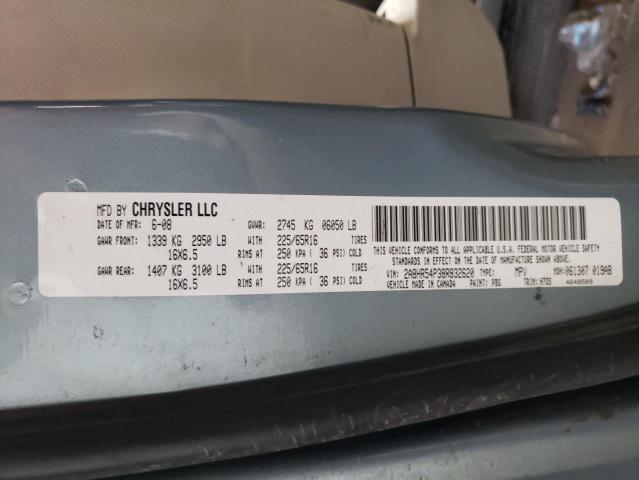 MFD BY CHRYSLER LLC
DATE OF MFR: 6-08 GVWR: 2745 KG 06050 LB
GAWR FRONT: 1339 KG 2950 LB WITH 225/65R16 TIRES
16X6.5 RIMS AT 250 KPA ( 36 PSI) COLD
GAWR REAR: 1407 KG 3100 LB WITH 225/65R16 TIRES
16X6.5 RIMS AT 250 KPA ( 36 PSI) COLD
THIS VEHICLE CONFORMS TO ALL APPLICABLE U.S.A. FEDERAL MOTOR VEHICLE SAFETY
STANDARDS IN EFFECT ON THE DATE OF MANUFACTURE SHOWN ABOVE.
VIN: 2A8HR54P38R832620 TYPE: MPV MDH: 061307 019AB
VEHICLE MADE IN CANADA PAINT: PBG TRIM: H7DS
4648509